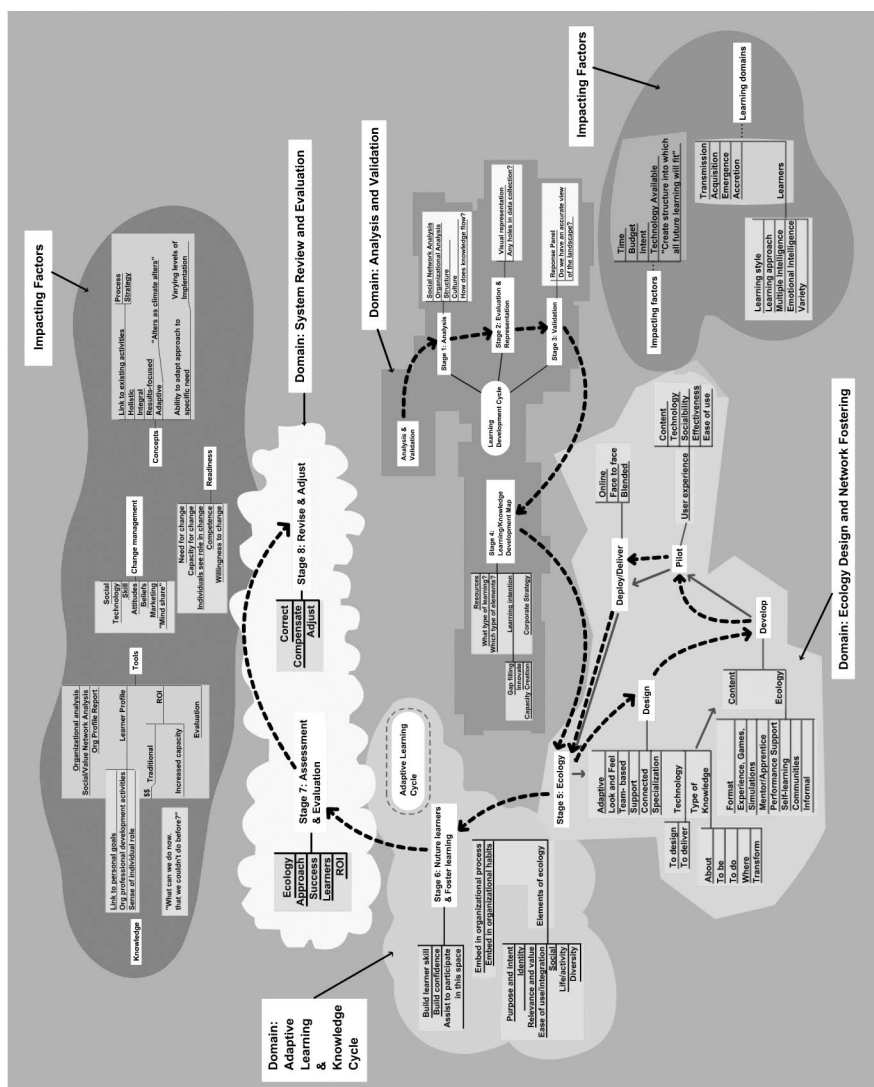 Impacting Factors
Process
Strategy
Link to existing activities
Holistic
Integral
Results-focused
Adaptive
"Alters as climate alters"
Ability to adapt approach to
specific need
Varying levels of
Implentation
Concepts
Readiness
Need for change
Capacity for change
Individuals see role in change
Competence
Willingness to change
Change management
Social
Technology
Skill
Attitudes
Beliefs
Marketing
"Mind share"
Tools
Organizational analysis
Social/Value Network Analysis
Org Profile Report
Learner Profile
ROI
$$ Traditional
Increased capacity
Evaluation
Link to personal goals
Org professional development activities
Sense of individual role
"What can we do now.
that we couldn't do before?"
Knowledge
Domain: System Review and Evaluation
Stage 8: Revise & Adjust
Correct
Compensate
Adjust
Stage 7: Assessment
& Evaluation
Ecology
Approach
Success
Learners
ROI
Domain: Analysis and Validation
Analysis &
Validation
Learning
Development Cycle
Stage 1: Analysis
Social Network Analysis
Organizational Analysis
Structure
Culture
How does knowledge flow?
Stage 2: Evaluation &
Representation
Visual representation
Any holes in data collection?
Stage 3: Validation
Reponse Panel
Do we have an accurate view
of the landscape?
Stage 4:
Learning/Knowledge
Development Map
Resources
What type of learning?
Which type of elements?
Learning intention
Gap filling
Innovate
Capacity Creation
Corporate Strategy
Adaptive Learning
Cycle
Stage 6: Nuture learners
& Foster learning
Build learner skill
Build confidence
Assist to participate
in this space
Embed in organizational process
Embed in organizational habits
Elements of ecology
Purpose and intent
Identity
Relevance and value
Ease of use/integration
Social
Life/activity
Diversity
Domain:
Adaptive
Learning
&
Knowledge
Cycle
Stage 5: Ecology
Design
Adaptive
Look and Feel
Team- based
Support
Connected
Specialization
Technology
To design
To deliver
Type of
Knowledge
About
To be
To do
Where
Transform
Develop
Content
Ecology
Format
Experience, Games,
Simulations
Mentor/Apprentice
Performance Support
Self-learning
Communities
Informal
Pilot
User experience
Content
Technology
Socialbility
Effectiveness
Ease of use
Deploy/Deliver
Online
Face to face
Blended
Domain: Ecology Design and Network Fostering
Impacting Factors
Impacting factors
Time
Budget
Intent
Technology Available
"Create structure into which
all future learning will fit"
Learning domains
Transmission
Acquisition
Emergence
Accretion
Learners
Learning style
Learning approach
Multiple Intelligence
Emotional Intelligence
Variety